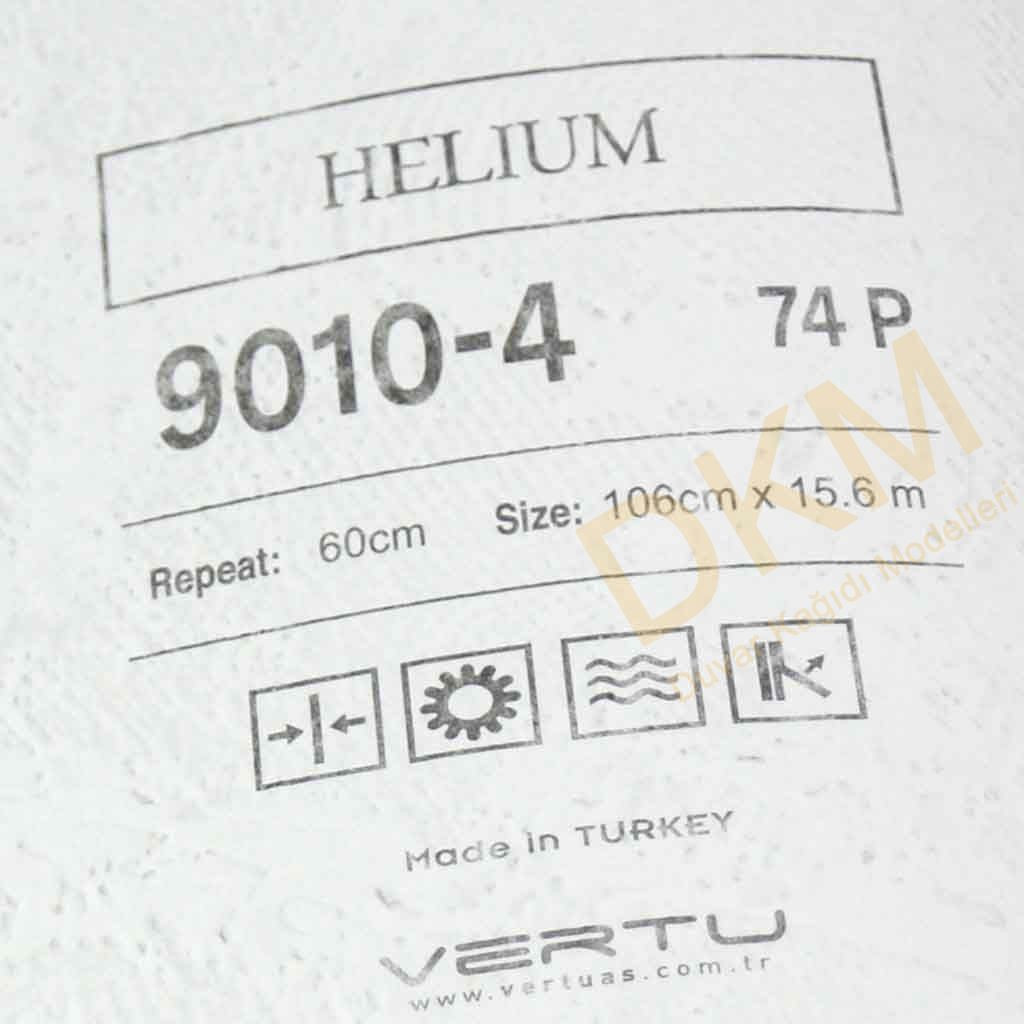 HELIUM
9010-4 74 P
Repeat: 60cm Size: 106cm x 15.6 m
DKM
Duvar Kağıdı Modelleri
Made in TURKEY
VERTU
www.vertuas.com.tr